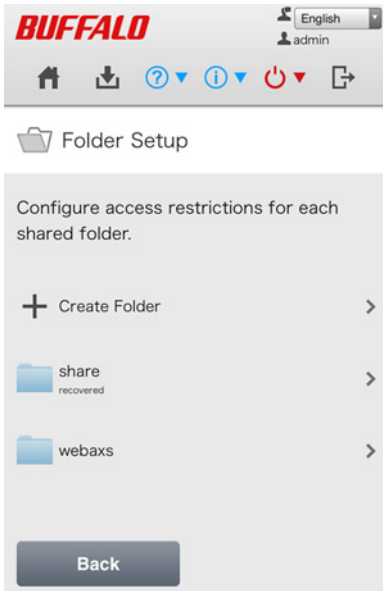 BUFFALO
English
admin
Folder Setup
Configure access restrictions for each
shared folder.
Create Folder
share
recovered
webaxs
Back